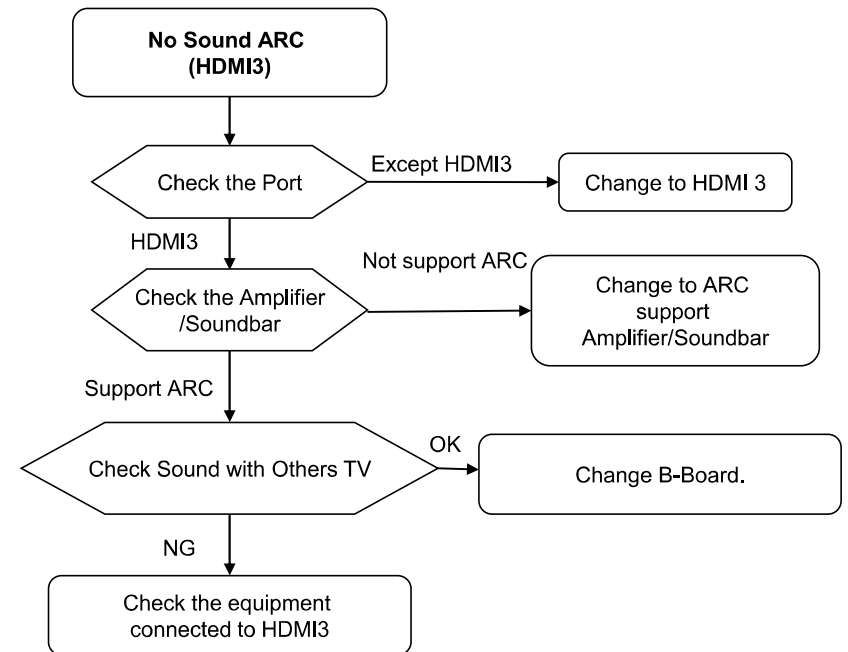 No Sound ARC
(HDMI3)
Check the Port
Except HDMI3
Change to HDMI 3
HDMI3
Check the Amplifier
/Soundbar
Not support ARC
Change to ARC
support
Amplifier/Soundbar
Support ARC
Check Sound with Others TV
OK
Change B-Board.
NG
Check the equipment
connected to HDMI3